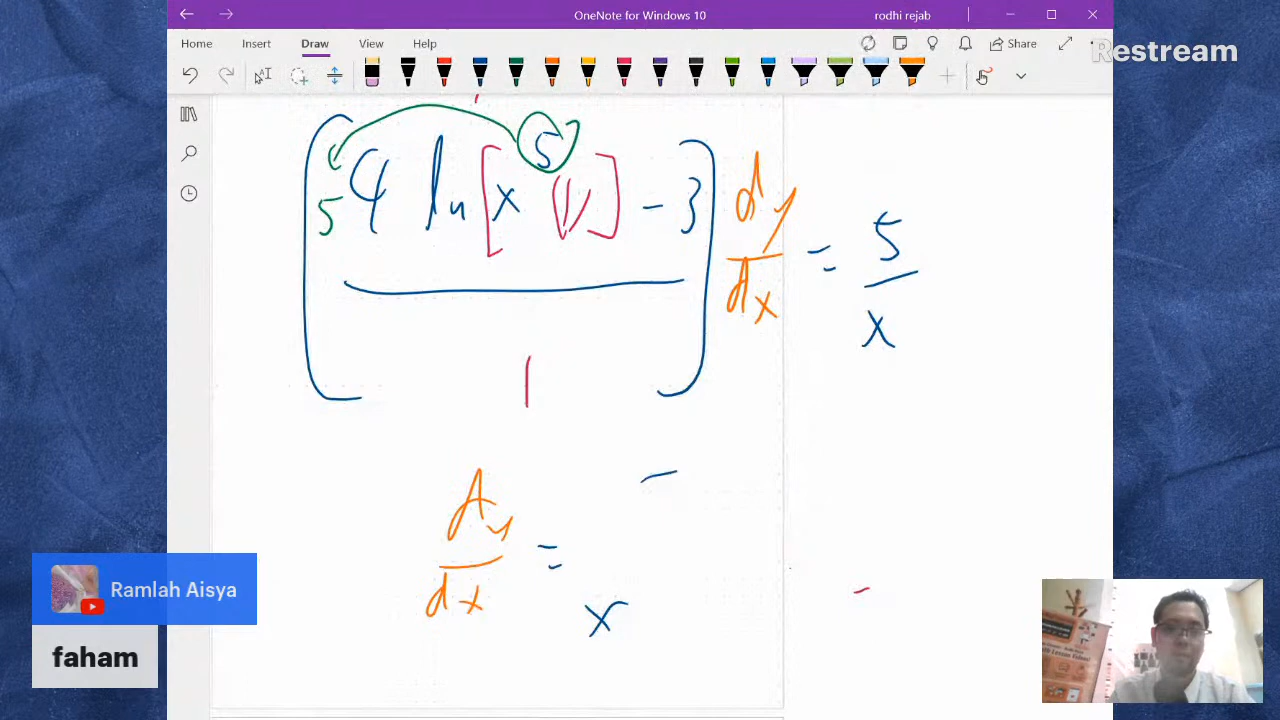 OneNote for Windows 10
rodhi rejab
Home Insert Draw View Help
Share
Restream
5 4 ln [x 5 (1)] - 3
1
dy
dx
= 5
x
dy
dx
=
x
Ramlah Aisya
faham